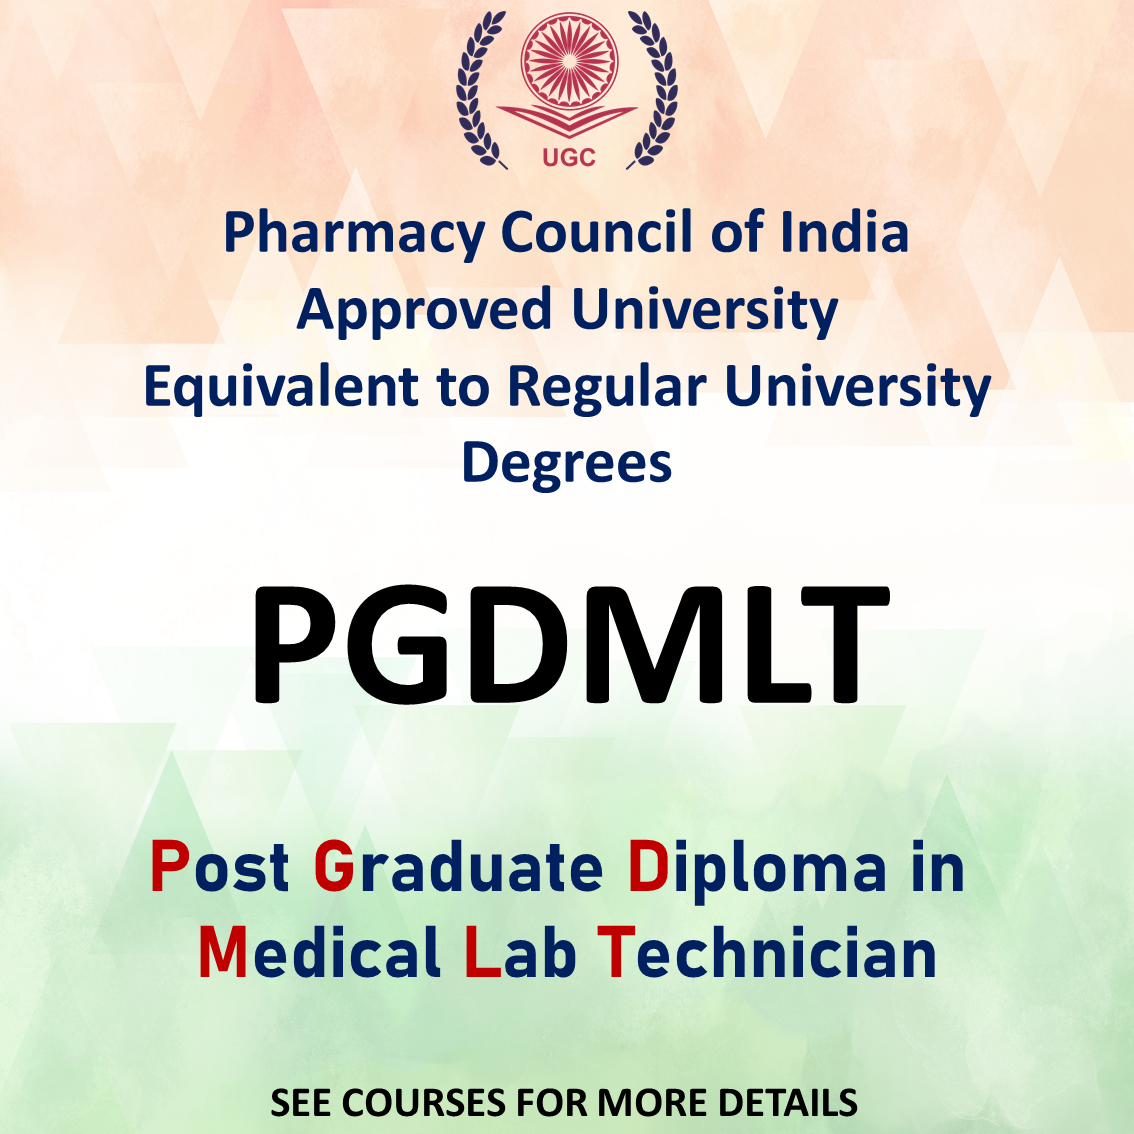 UGC
Pharmacy Council of India
Approved University
Equivalent to Regular University
Degrees
PGDMLT
Post Graduate Diploma in
Medical Lab Technician
SEE COURSES FOR MORE DETAILS